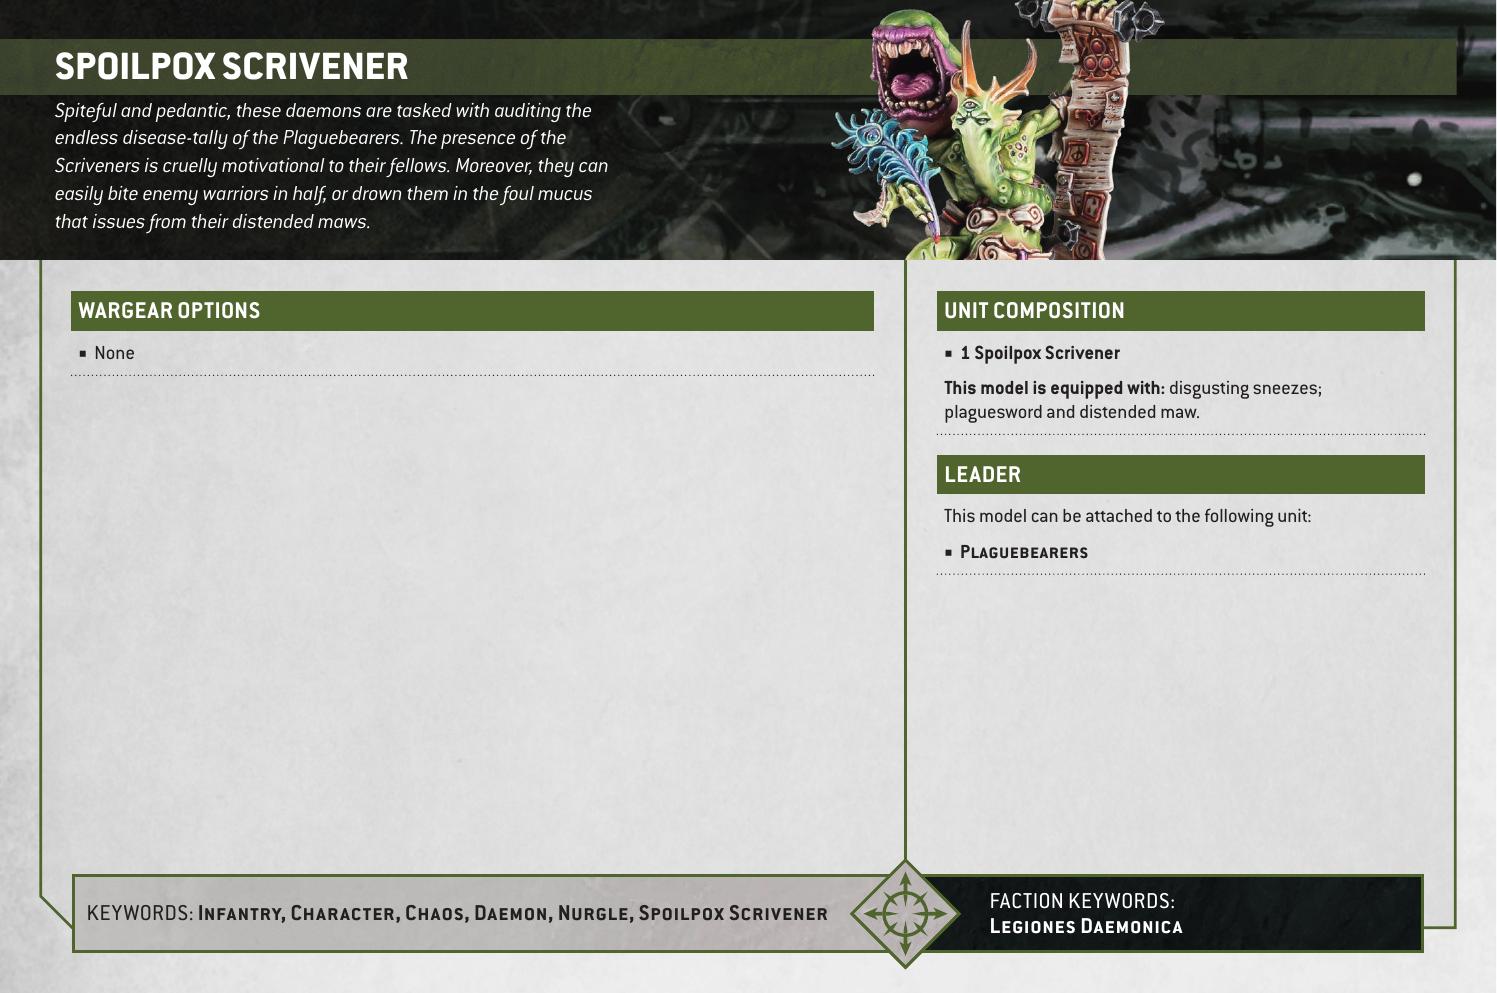 SPOILPOX SCRIVENER
Spiteful and pedantic, these daemons are tasked with auditing the
endless disease-tally of the Plaguebearers. The presence of the
Scriveners is cruelly motivational to their fellows. Moreover, they can
easily bite enemy warriors in half, or drown them in the foul mucus
that issues from their distended maws.
WARGEAR OPTIONS
▪ None
UNIT COMPOSITION
▪ 1 Spoilpox Scrivener
This model is equipped with: disgusting sneezes;
plaguesword and distended maw.
LEADER
This model can be attached to the following unit:
▪ PLAGUEBEARERS
KEYWORDS: INFANTRY, CHARACTER, CHAOS, DAEMON, NURGLE, SPOILPOX SCRIVENER
FACTION KEYWORDS:
LEGIONES DAEMONICA